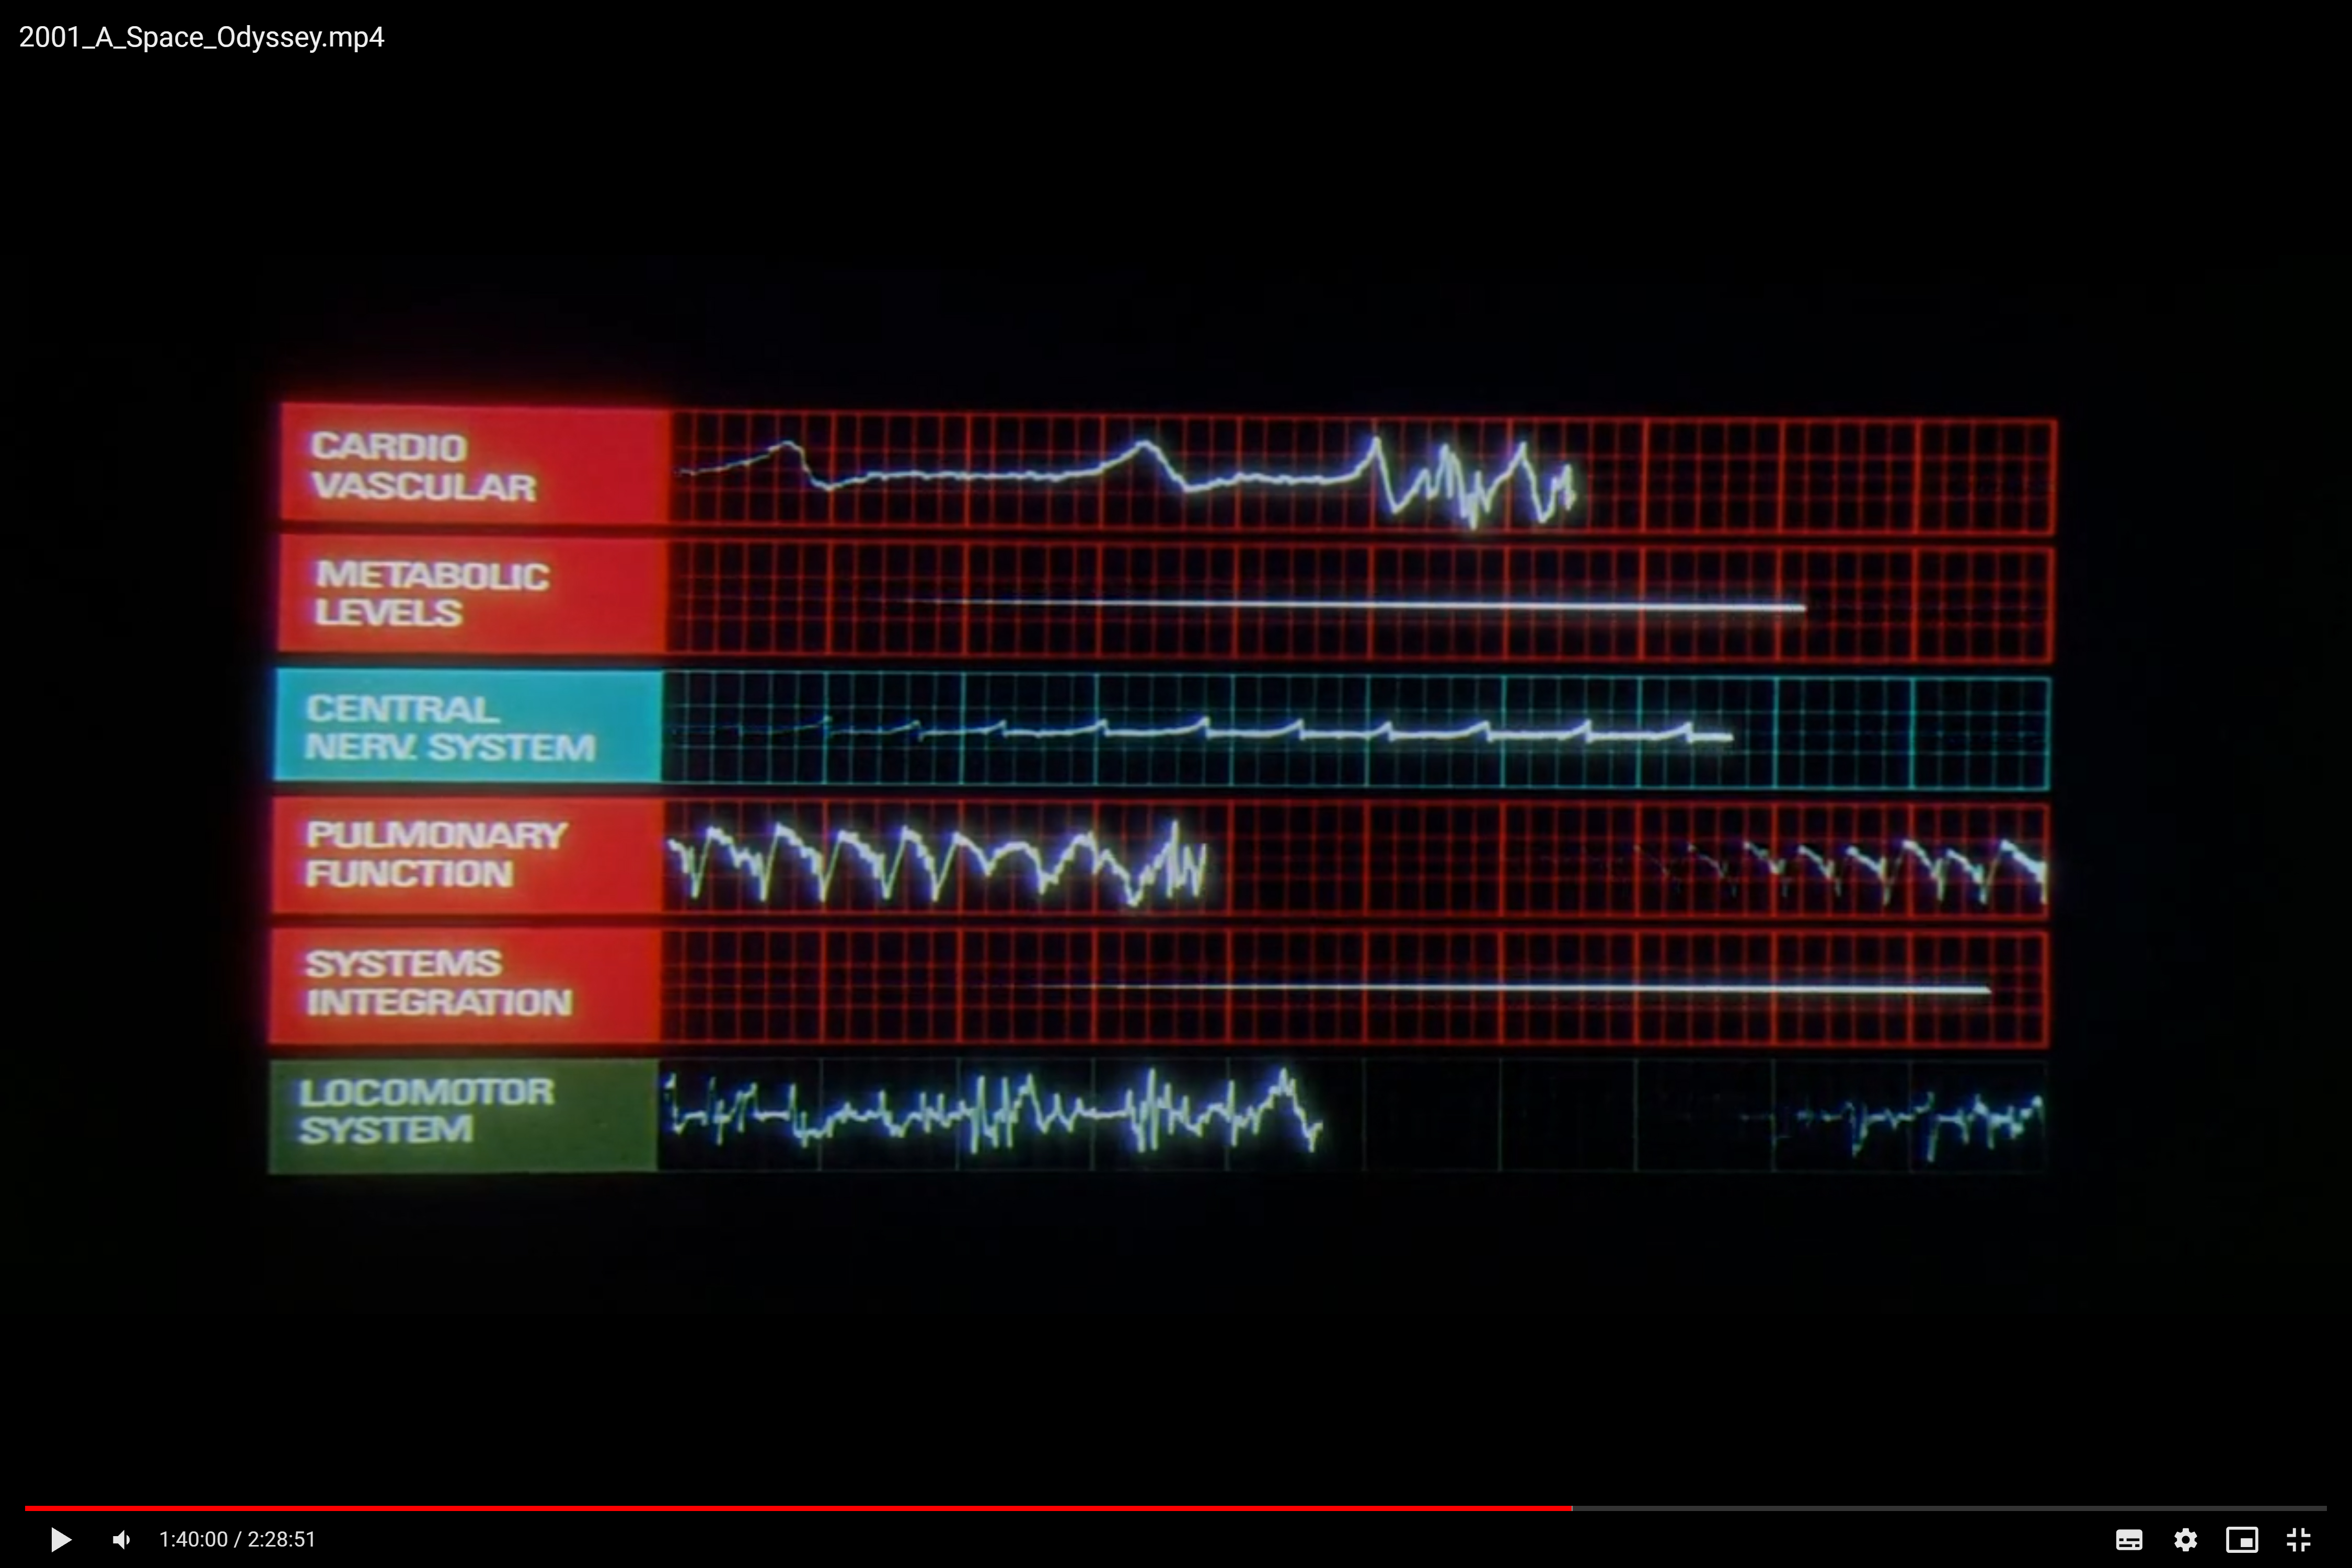 2001_A_Space_Odyssey.mp4
CARDIO
VASCULAR
METABOLIC
LEVELS
CENTRAL
NERV. SYSTEM
PULMONARY
FUNCTION
SYSTEMS
INTEGRATION
LOCOMOTOR
SYSTEM
1:40:00 / 2:28:51